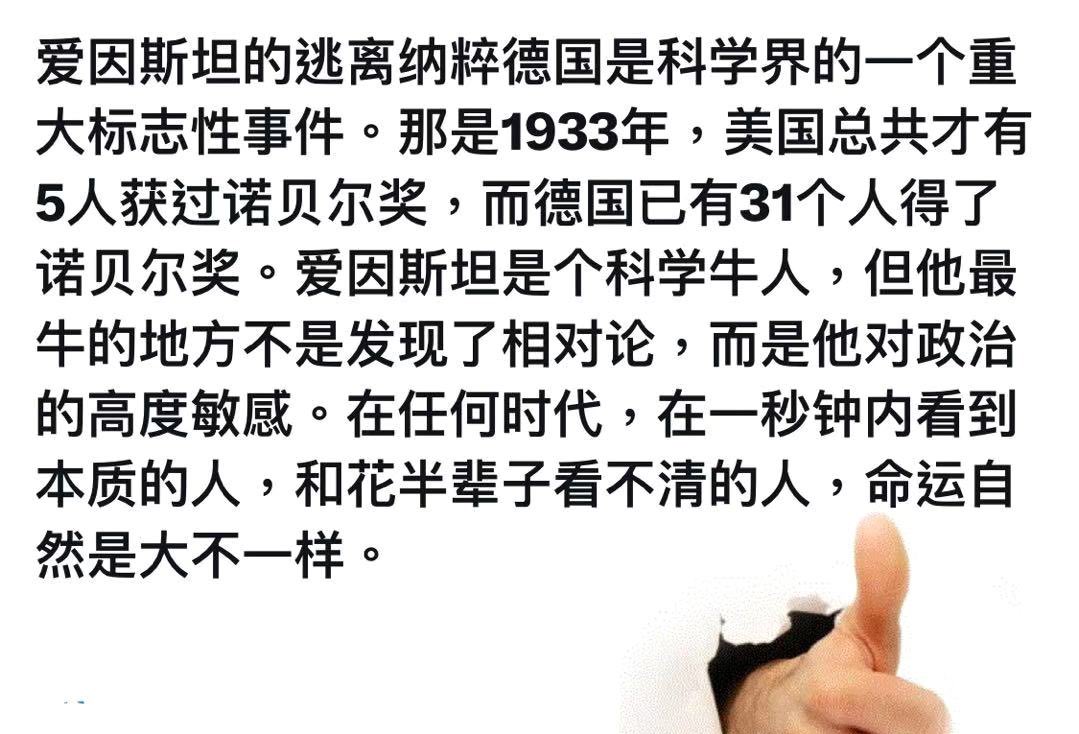 爱因斯坦的逃离纳粹德国是科学界的一个重
大标志性事件。那是1933年，美国总共才有
5人获过诺贝尔奖，而德国已有31个人得了
诺贝尔奖。爱因斯坦是个科学牛人，但他最
牛的地方不是发现了相对论，而是他对政治
的高度敏感。在任何时代，在一秒钟内看到
本质的人，和花半辈子看不清的人，命运自
然是大不一样。